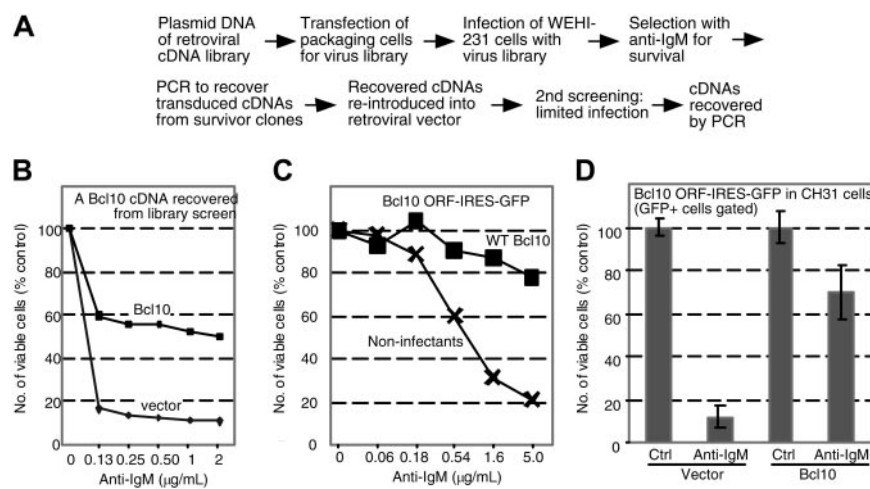 A
Plasmid DNA
of retroviral
cDNA library
Transfection of
packaging cells
for virus library
Infection of WEHI-
231 cells with
virus library
Selection with
anti-IgM for
survival
PCR to recover
transduced cDNAs
from survivor clones
Recovered cDNAs
re-introduced into
retroviral vector
2nd screening:
limited infection
cDNAs
recovered
by PCR
B
A Bcl10 cDNA recovered
from library screen
No. of viable cells (% control)
100
80
60
40
20
0
Bcl10
vector
0 0.13 0.25 0.50 1 2
Anti-IgM (μg/mL)
C
Bcl10 ORF-IRES-GFP
No. of viable cells (% control)
100
80
60
40
20
0
WT Bcl10
Non-infectants
0 0.06 0.18 0.54 1.6 5.0
Anti-IgM (μg/mL)
D
Bcl10 ORF-IRES-GFP in CH31 cells
(GFP+ cells gated)
No. of viable cells (% control)
100
80
60
40
20
0
Ctrl Anti-IgM Ctrl Anti-IgM
Vector Bcl10